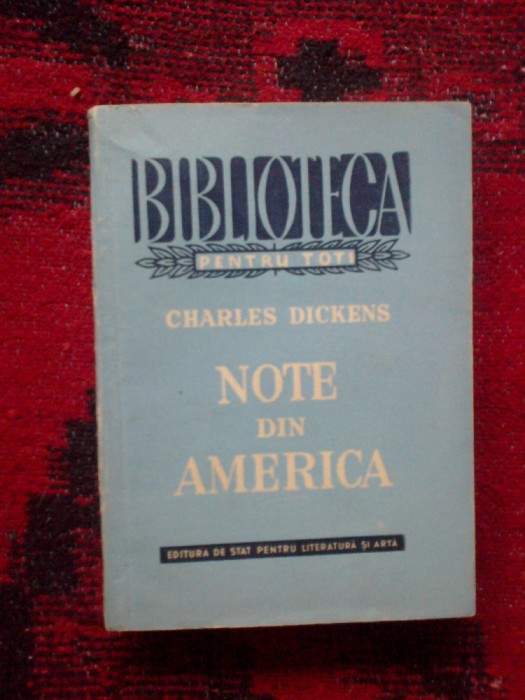 BIBLIOTECA
PENTRU TOȚI
CHARLES DICKENS
NOTE
DIN
AMERICA
EDITURA DE STAT PENTRU LITERATURĂ ȘI ARTĂ